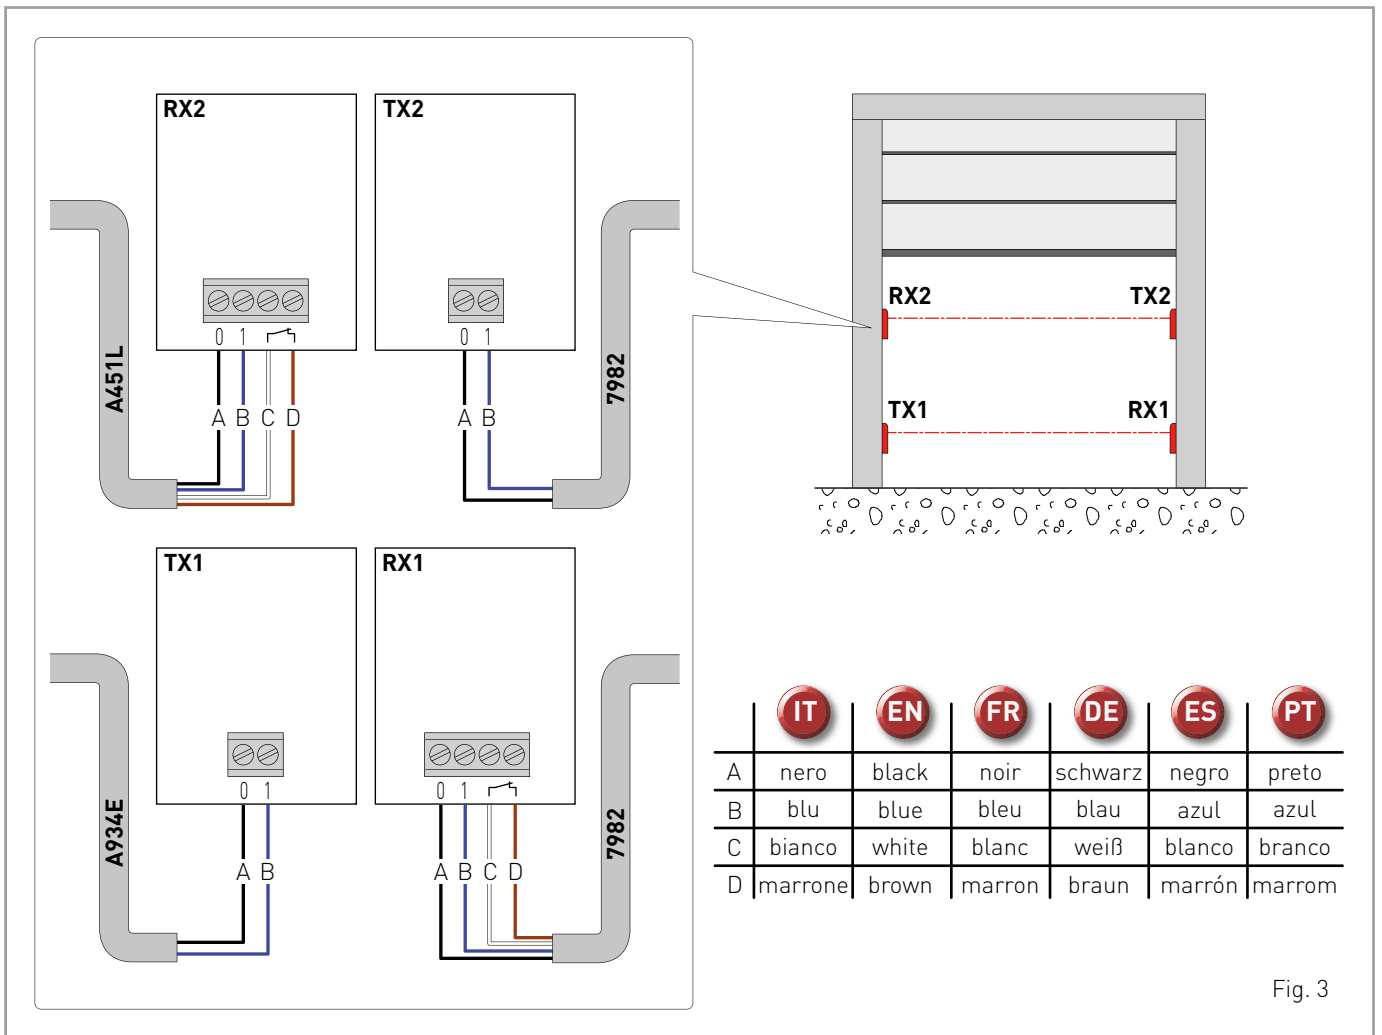 RX2
TX2
0 1
0 1
A451L
A B C D
A B
7982
TX1
RX1
0 1
0 1
A934E
A B
A B C D
7982
RX2
TX2
TX1
RX1
IT EN FR DE ES PT
A nero black noir schwarz negro preto
B blu blue bleu blau azul azul
C bianco white blanc weiß blanco branco
D marrone brown marron braun marrón marrom
Fig. 3